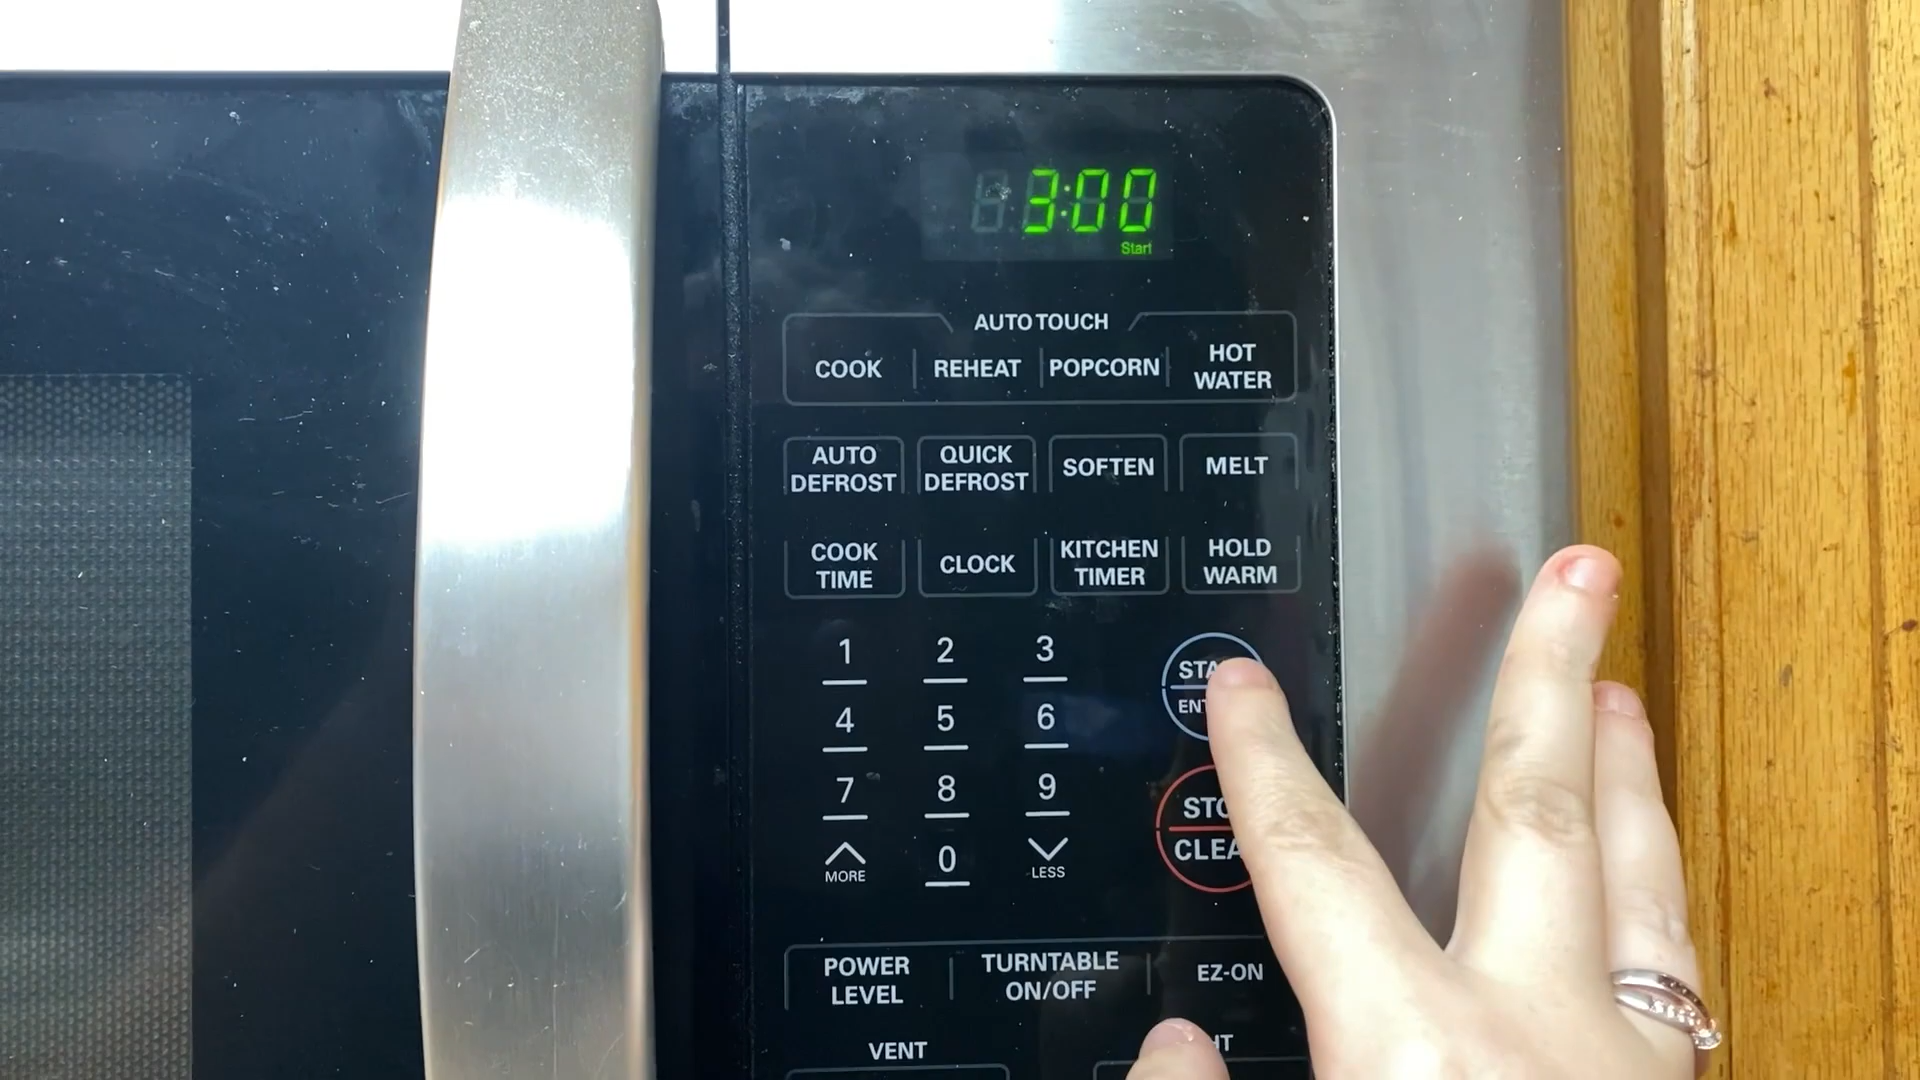 3:00
Start
AUTO TOUCH
COOK
REHEAT
POPCORN
HOT
WATER
AUTO
DEFROST
QUICK
DEFROST
SOFTEN
MELT
COOK
TIME
CLOCK
KITCHEN
TIMER
HOLD
WARM
1
2
3
4
5
6
7
8
9
MORE
0
LESS
POWER
LEVEL
TURNTABLE
ON/OFF
EZ-ON
VENT